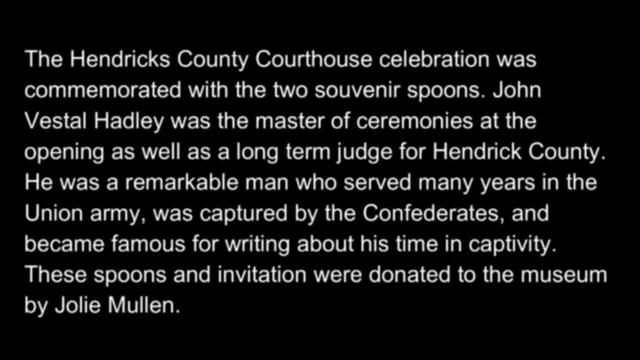 The Hendricks County Courthouse celebration was
commemorated with the two souvenir spoons. John
Vestal Hadley was the master of ceremonies at the
opening as well as a long term judge for Hendrick County.
He was a remarkable man who served many years in the
Union army, was captured by the Confederates, and
became famous for writing about his time in captivity.
These spoons and invitation were donated to the museum
by Jolie Mullen.